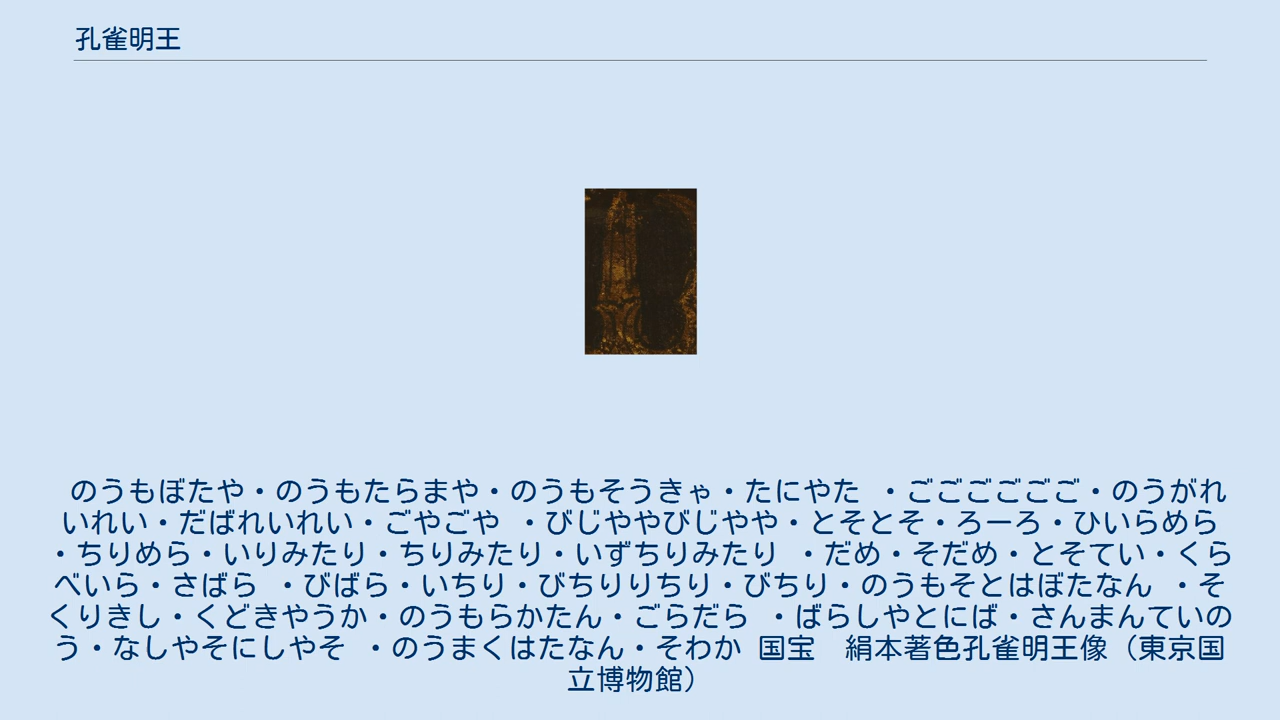 孔雀明王
のうもぼたや・のうもたらまや・のうもそうきゃ・たにやた ・ごごごごごご・のうがれ
いれい・だばれいれい・ごやごや ・びじややびじやや・とそとそ・ろーろ・ひいらめら
・ちりめら・いりみたり・ちりみたり・いずちりみたり ・だめ・そだめ・とそてい・くら
べいら・さばら ・びばら・いちり・びちりりちり・びちり・のうもそとはぼたなん ・そ
くりきし・くどきやうか・のうもらかたん・ごらだら ・ばらしやとにば・さんまんていの
う・なしやそにしやそ ・のうまくはたなん・そわか 国宝　絹本著色孔雀明王像（東京国
立博物館）